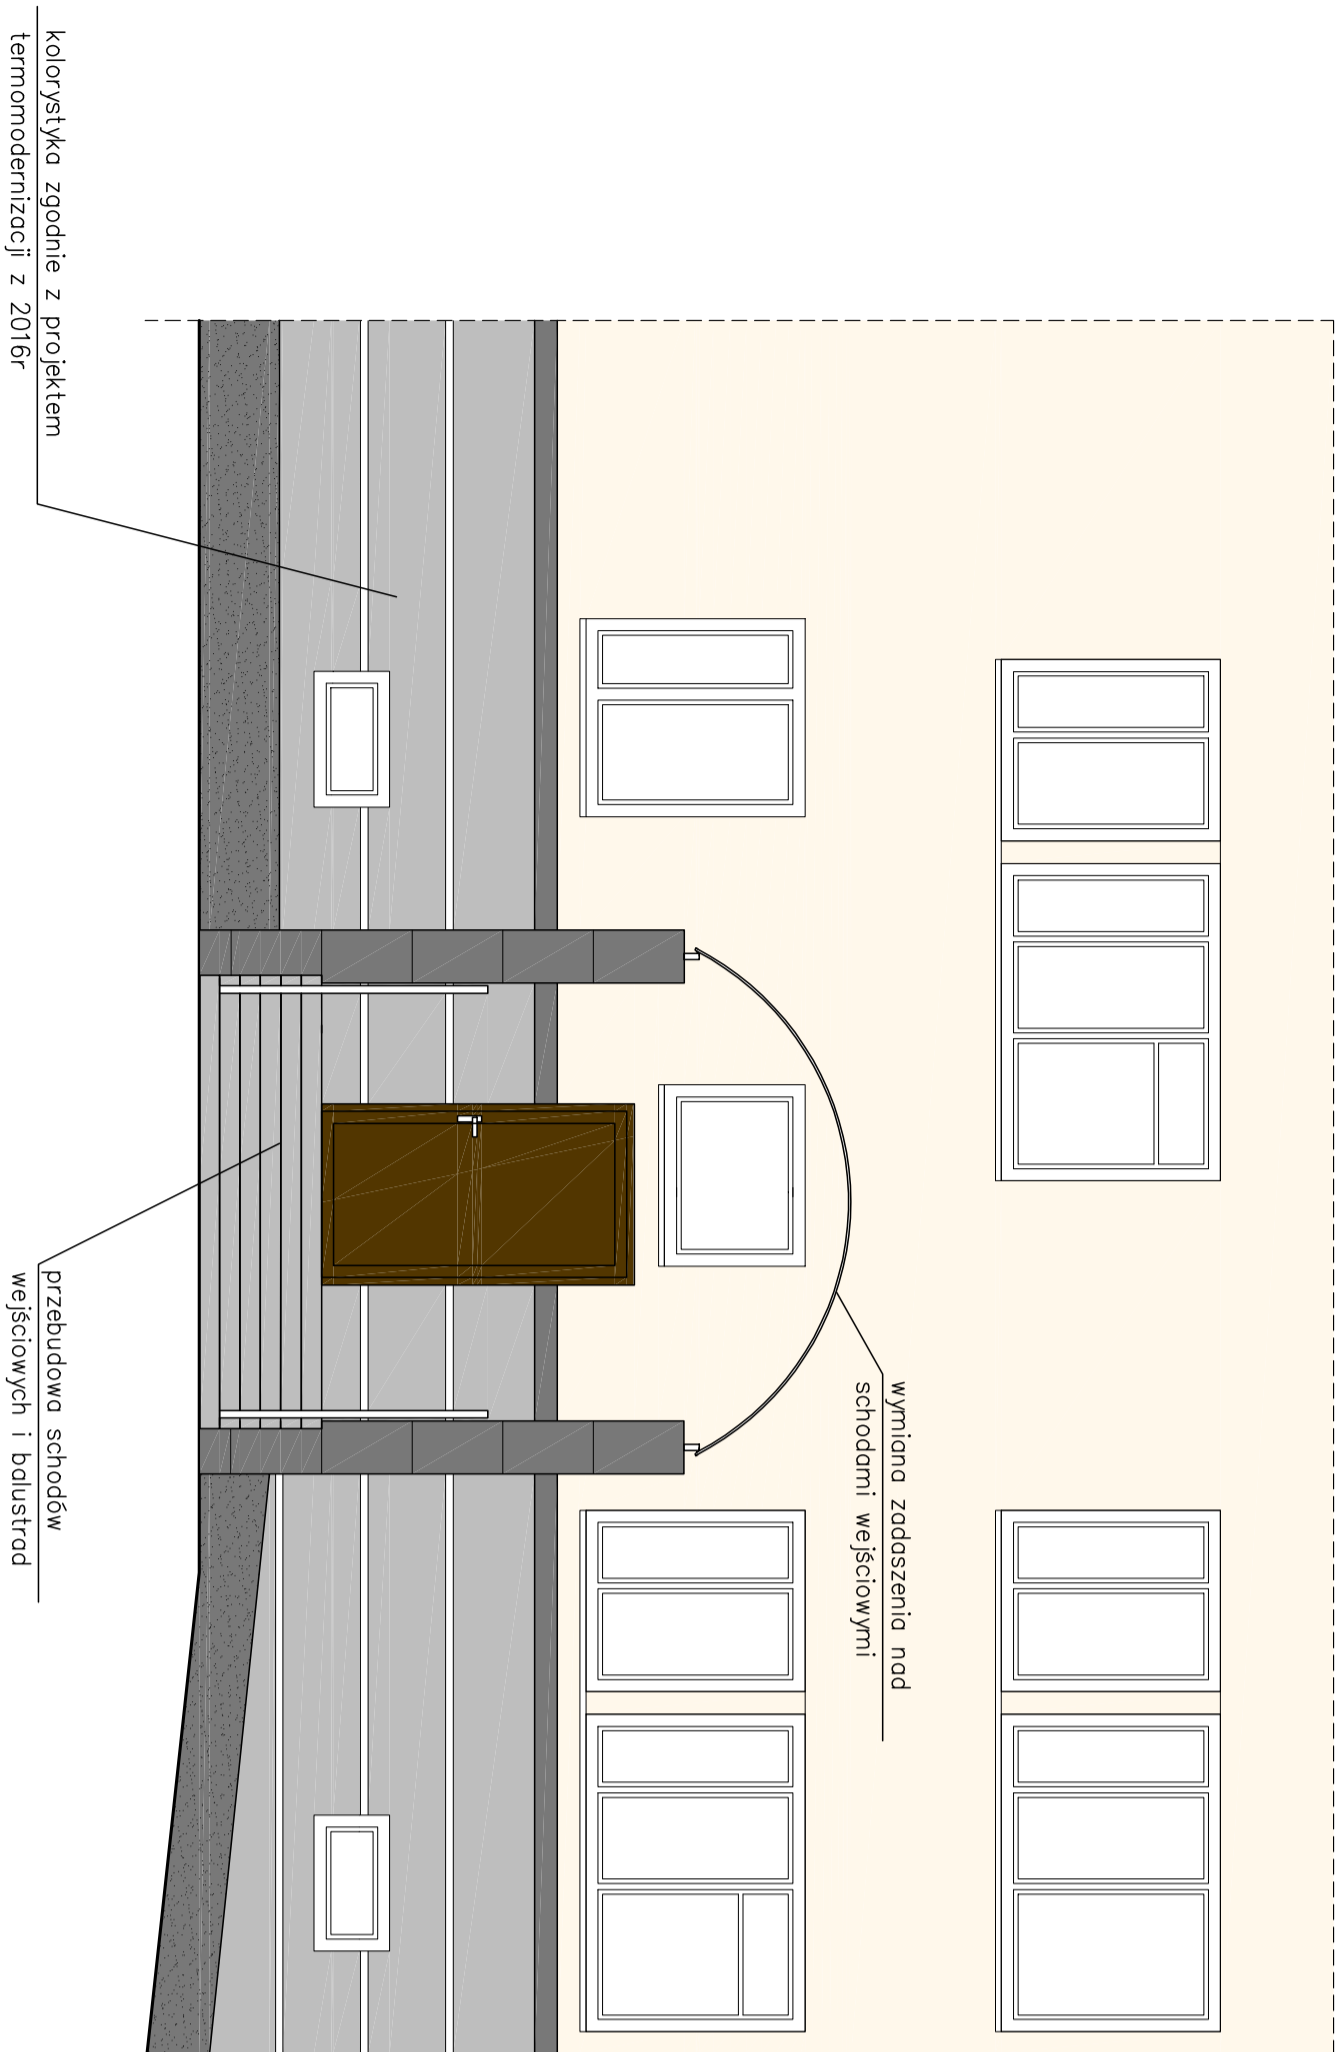 wymiana zadaszenia nad
schodami wejściowymi
kolorystyka zgodnie z projektem
termomodernizacji z 2016r
przebudowa schodów
wejściowych i balustrad